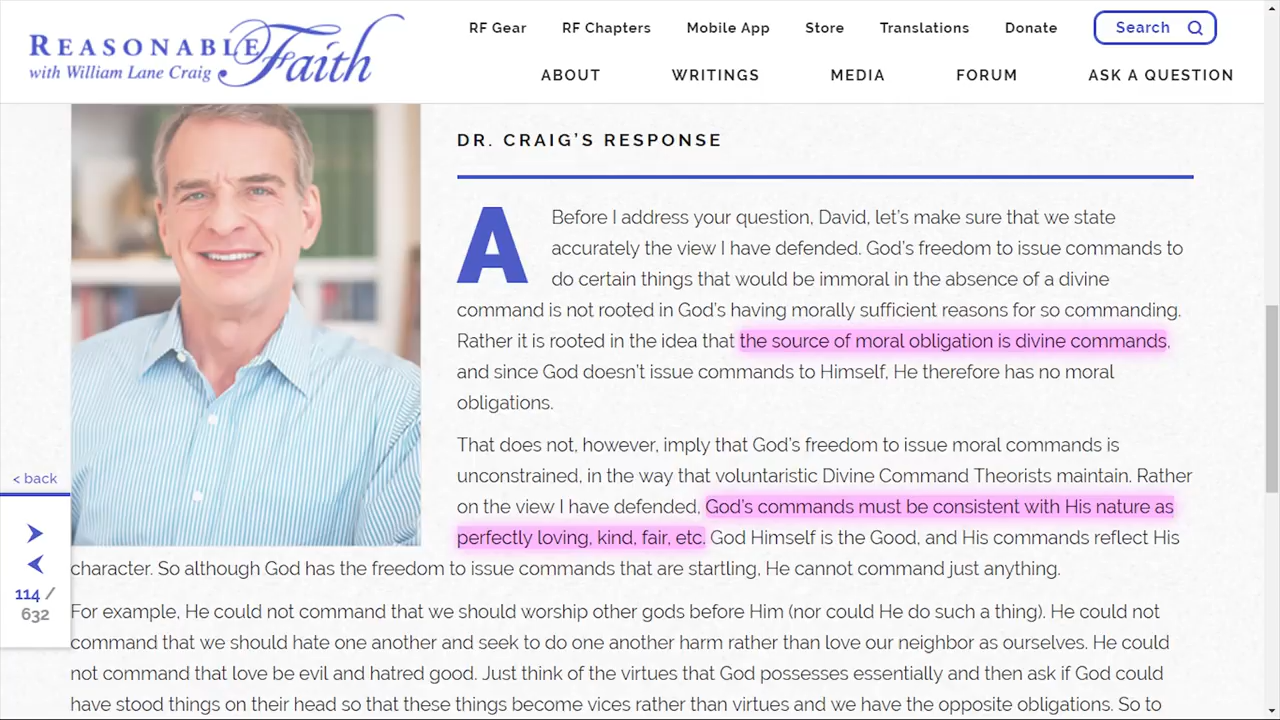 REASONABLE Faith
with William Lane Craig
RF Gear RF Chapters Mobile App Store Translations Donate Search
ABOUT WRITINGS MEDIA FORUM ASK A QUESTION
DR. CRAIG'S RESPONSE
A Before I address your question, David, let's make sure that we state
accurately the view I have defended. God's freedom to issue commands to
do certain things that would be immoral in the absence of a divine
command is not rooted in God's having morally sufficient reasons for so commanding.
Rather it is rooted in the idea that the source of moral obligation is divine commands,
and since God doesn't issue commands to Himself, He therefore has no moral
obligations.
That does not, however, imply that God's freedom to issue moral commands is
unconstrained, in the way that voluntaristic Divine Command Theorists maintain. Rather
on the view I have defended, God's commands must be consistent with His nature as
perfectly loving, kind, fair, etc. God Himself is the Good, and His commands reflect His
character. So although God has the freedom to issue commands that are startling, He cannot command just anything.
For example, He could not command that we should worship other gods before Him (nor could He do such a thing). He could not
command that we should hate one another and seek to do one another harm rather than love our neighbor as ourselves. He could
not command that love be evil and hatred good. Just think of the virtues that God possesses essentially and then ask if God could
have stood things on their head so that these things become vices rather than virtues and we have the opposite obligations. So to
< back
114 /
632